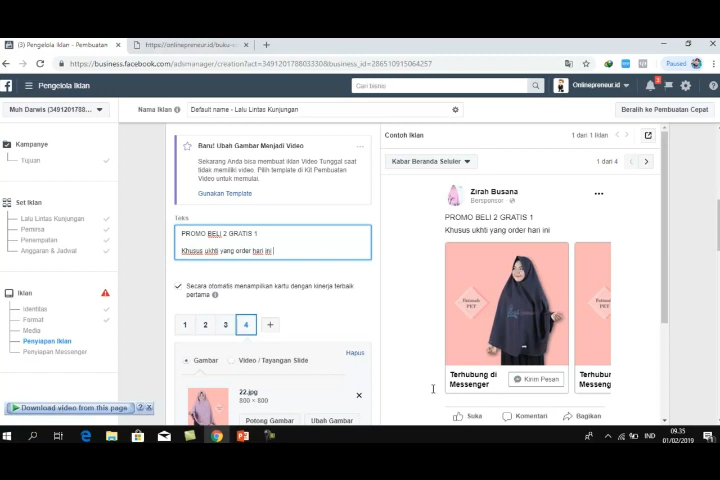 (3) Pengelola Iklan - Pembuatan
https://onlinepreneur.id/buku-o
https://business.facebook.com/adsmanager/creation?act=349120178803330&business_id=286510915064257
Paused
Pengelola Iklan
Cari bisnis
Onlinepreneur.id
Muh Darwis (3491201788...
Nama Iklan
Default name - Lalu Lintas Kunjungan
Beralih ke Pembuatan Cepat
Kampanye
Tujuan
Set Iklan
Lalu Lintas Kunjungan
Pemirsa
Penempatan
Anggaran & Jadwal
Iklan
Identitas
Format
Media
Penyiapan Iklan
Penyiapan Messenger
Baru! Ubah Gambar Menjadi Video
Sekarang Anda bisa membuat iklan Video Tunggal saat
tidak memiliki video. Pilih template di Kit Pembuatan
Video untuk memulai.
Gunakan Template
Teks
PROMO BELI 2 GRATIS 1
Khusus ukhti yang order hari ini
Secara otomatis menampilkan kartu dengan kinerja terbaik
pertama
1 2 3 4 +
Hapus
Gambar
Video / Tayangan Slide
22.jpg
800 × 800
Potong Gambar
Ubah Gambar
Contoh Iklan
1 dari 1 Iklan
Kabar Beranda Seluler
1 dari 4
Zirah Busana
Bersponsor
PROMO BELI 2 GRATIS 1
Khusus ukhti yang order hari ini
Fatimah
PET
Terhubung di
Messenger
Kirim Pesan
Terhub
Messeng
Suka
Komentari
Bagikan
Download video from this page
IND
09.35
01/02/2019